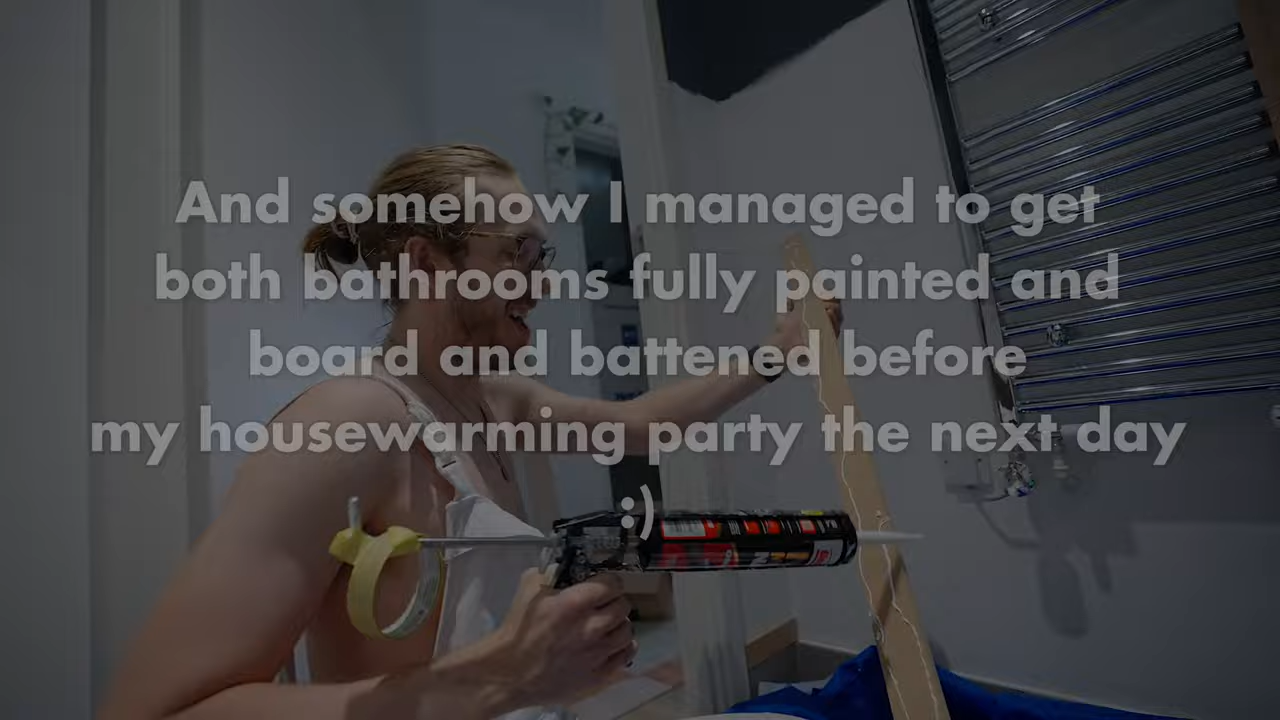 And somehow I managed to get
both bathrooms fully painted and
board and battened before
my housewarming party the next day
:)